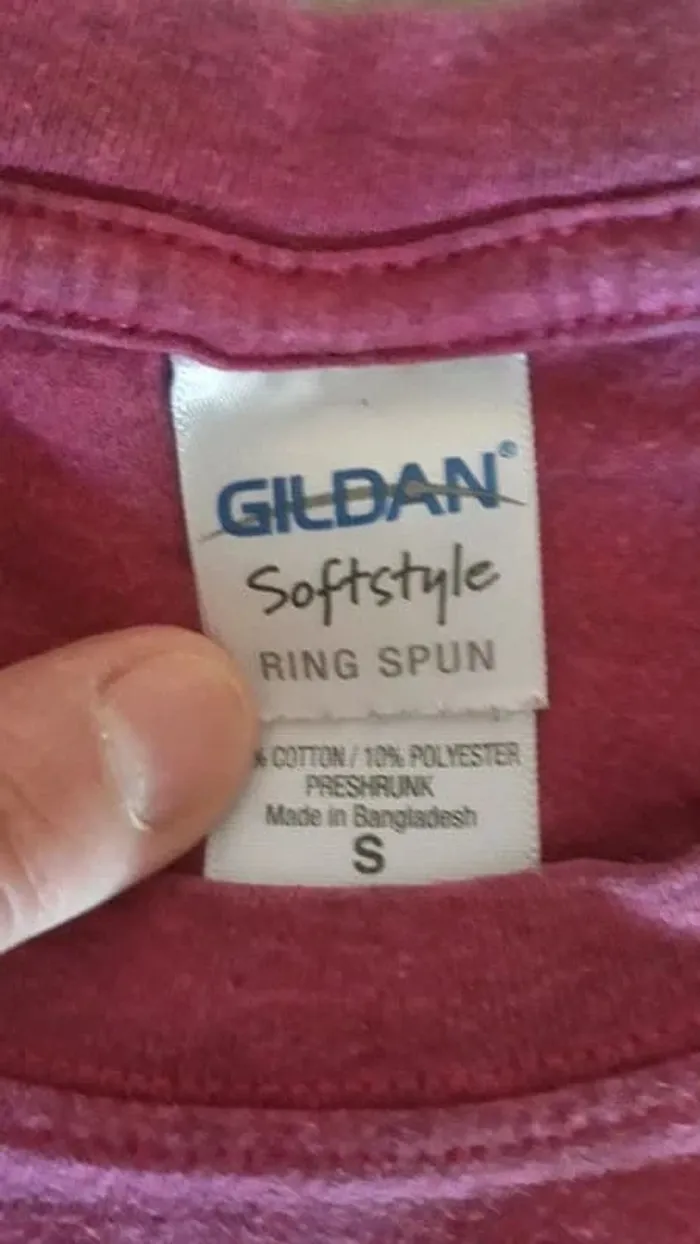 GILDAN®
Softstyle
RING SPUN
% COTTON / 10% POLYESTER
PRESHRUNK
Made in Bangladesh
S